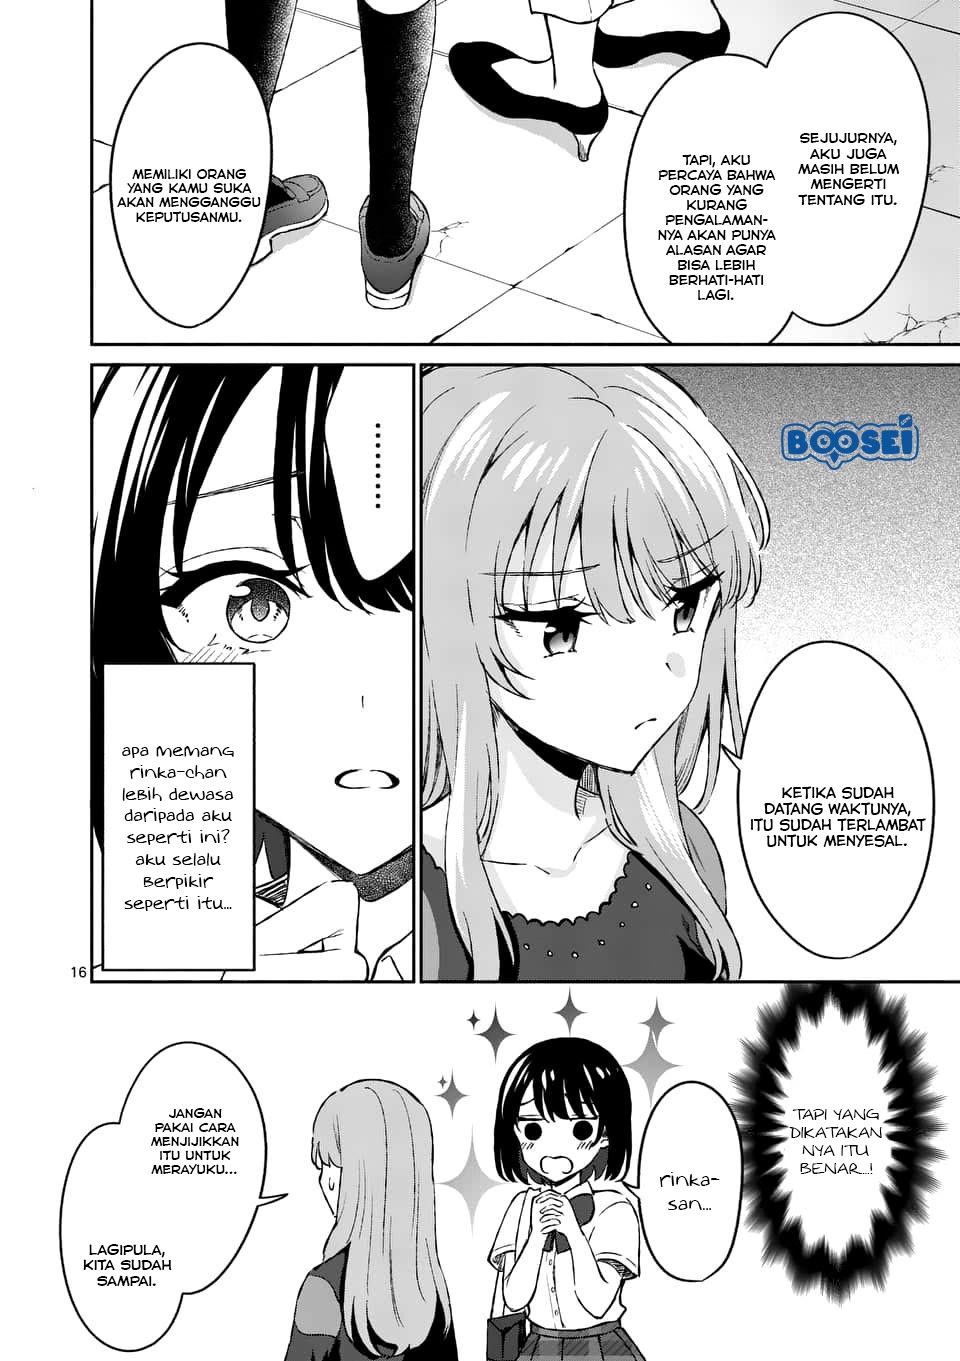 SEJUJURNYA,
AKU JUGA
MASIH BELUM
MENGERTI
TENTANG ITU.
TAPI, AKU
PERCAYA BAHWA
ORANG YANG
KURANG
PENGALAMAN-
NYA AKAN PUNYA
ALASAN AGAR
BISA LEBIH
BERHATI-HATI
LAGI.
MEMILIKI ORANG
YANG KAMU SUKA
AKAN MENGGANGGU
KEPUTUSANMU.
BOOSEI
KETIKA SUDAH
DATANG WAKTUNYA,
ITU SUDAH TERLAMBAT
UNTUK MENYESAL.
.........
apa memang
rinka-chan
lebih dewasa
daripada aku
seperti ini?
aku selalu
berpikir
seperti itu...
16
TAPI YANG
DIKATAKAN
NYA ITU
BENAR...!
rinka-
san...
JANGAN
PAKAI CARA
MENJIJIKKAN
ITU UNTUK
MERAYUKU...
LAGIPULA,
KITA SUDAH
SAMPAI.